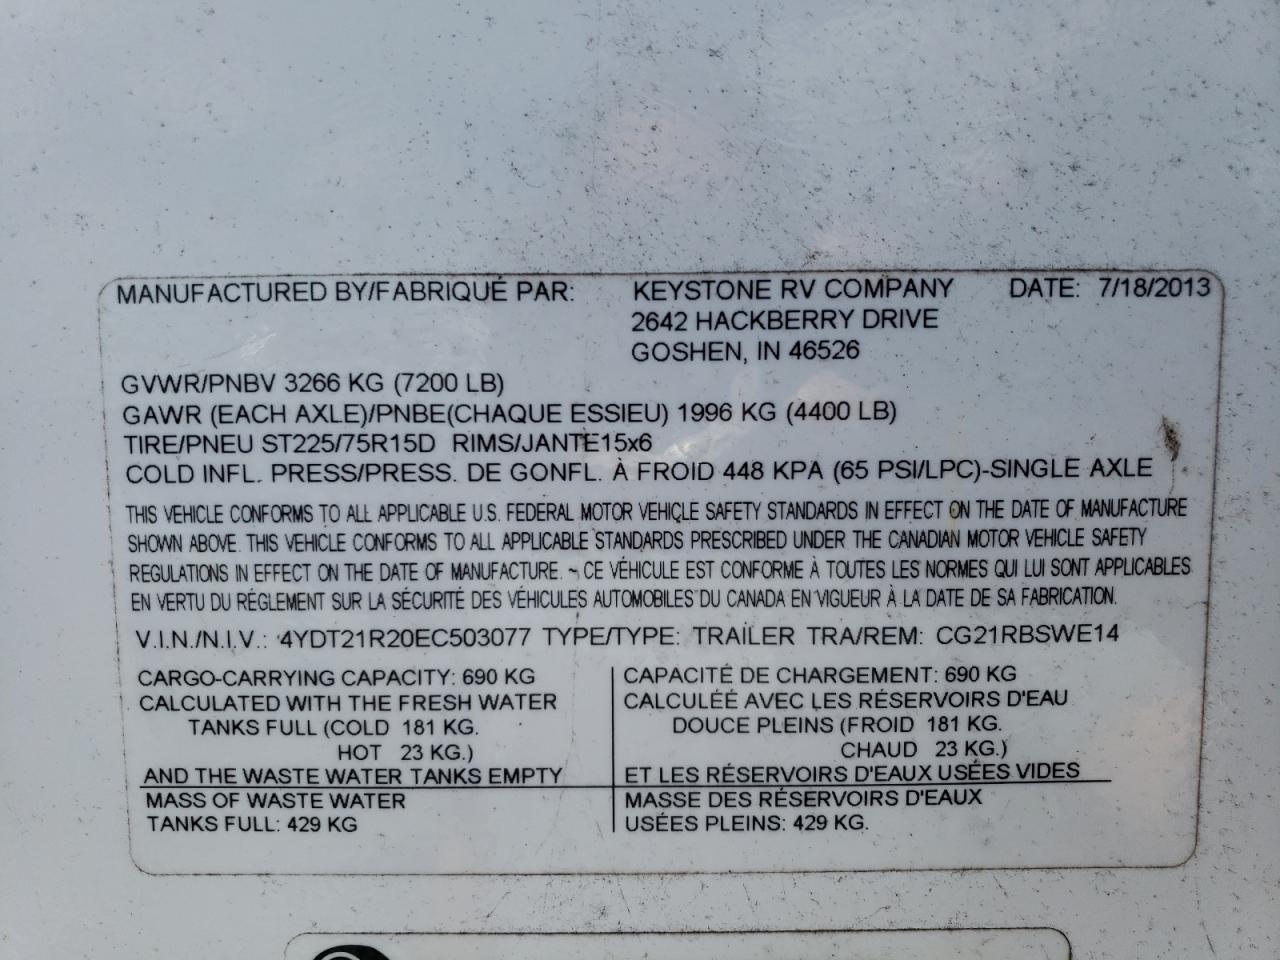 MANUFACTURED BY/FABRIQUÉ PAR: KEYSTONE RV COMPANY DATE: 7/18/2013
2642 HACKBERRY DRIVE
GOSHEN, IN 46526
GVWR/PNBV 3266 KG (7200 LB)
GAWR (EACH AXLE)/PNBE(CHAQUE ESSIEU) 1996 KG (4400 LB)
TIRE/PNEU ST225/75R15D RIMS/JANTE15x6
COLD INFL. PRESS/PRESS. DE GONFL. À FROID 448 KPA (65 PSI/LPC)-SINGLE AXLE
THIS VEHICLE CONFORMS TO ALL APPLICABLE U.S. FEDERAL MOTOR VEHICLE SAFETY STANDARDS IN EFFECT ON THE DATE OF MANUFACTURE
SHOWN ABOVE. THIS VEHICLE CONFORMS TO ALL APPLICABLE STANDARDS PRESCRIBED UNDER THE CANADIAN MOTOR VEHICLE SAFETY
REGULATIONS IN EFFECT ON THE DATE OF MANUFACTURE. ~ CE VÉHICULE EST CONFORME À TOUTES LES NORMES QUI LUI SONT APPLICABLES
EN VERTU DU RÉGLEMENT SUR LA SÉCURITÉ DES VÉHICULES AUTOMOBILES DU CANADA EN VIGUEUR À LA DATE DE SA FABRICATION.
V.I.N./N.I.V.: 4YDT21R20EC503077 TYPE/TYPE: TRAILER TRA/REM: CG21RBSWE14
CARGO-CARRYING CAPACITY: 690 KG
CALCULATED WITH THE FRESH WATER
TANKS FULL (COLD 181 KG.
HOT 23 KG.)
AND THE WASTE WATER TANKS EMPTY
MASS OF WASTE WATER
TANKS FULL: 429 KG
CAPACITÉ DE CHARGEMENT: 690 KG
CALCULÉÉ AVEC LES RÉSERVOIRS D'EAU
DOUCE PLEINS (FROID 181 KG.
CHAUD 23 KG.)
ET LES RÉSERVOIRS D'EAUX USÉES VIDES
MASSE DES RÉSERVOIRS D'EAUX
USÉES PLEINS: 429 KG.